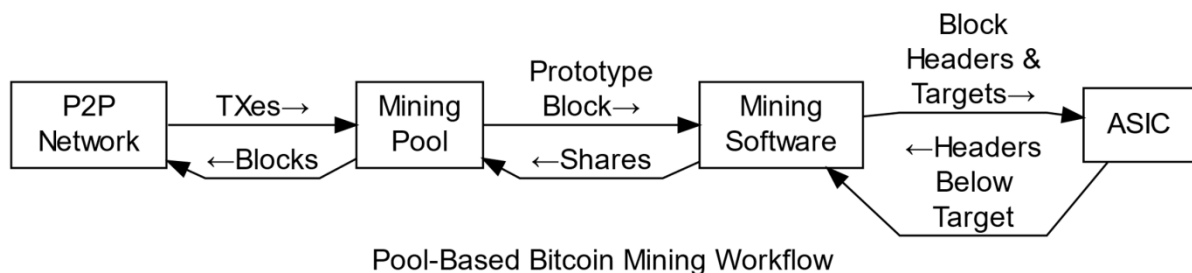 P2P
Network
TXes→
←Blocks
Mining
Pool
Prototype
Block→
←Shares
Mining
Software
Block
Headers &
Targets→
←Headers
Below
Target
ASIC
Pool-Based Bitcoin Mining Workflow